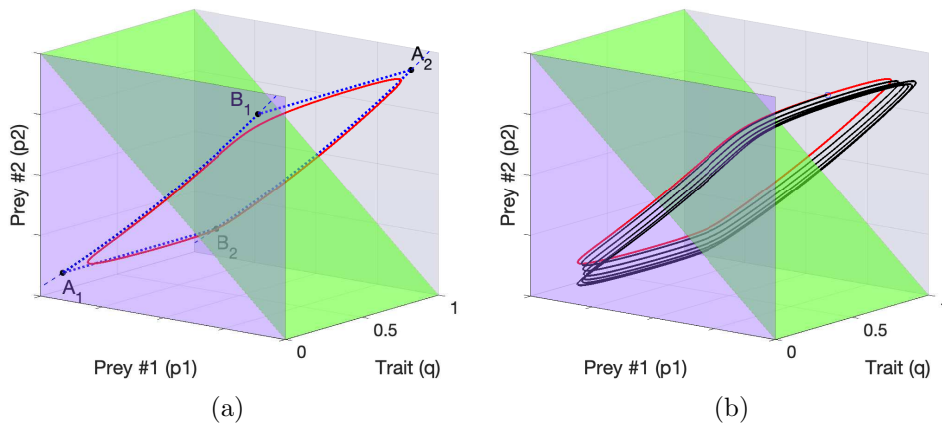 A2
B1
B2
A1
Prey #2 (p2)
Prey #1 (p1)
0
0.5
1
Trait (q)
(a)
Prey #2 (p2)
Prey #1 (p1)
0
0.5
Trait (q)
(b)